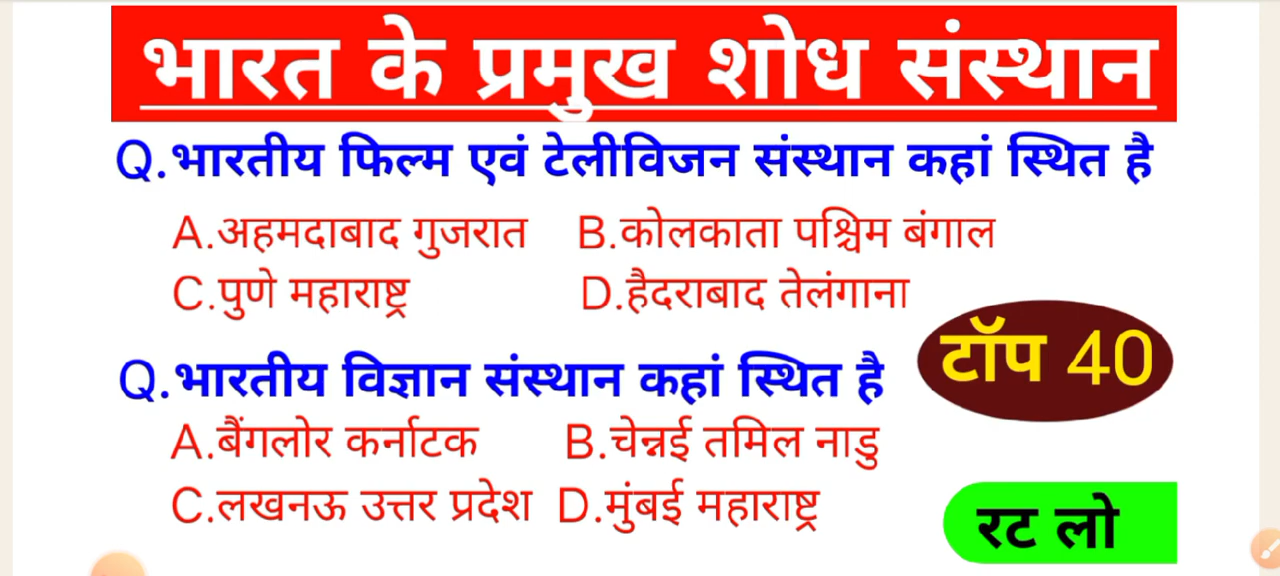 भारत के प्रमुख शोध संस्थान
Q.भारतीय फिल्म एवं टेलीविजन संस्थान कहां स्थित है
A.अहमदाबाद गुजरात B.कोलकाता पश्चिम बंगाल
C.पुणे महाराष्ट्र D.हैदराबाद तेलंगाना
टॉप 40
Q.भारतीय विज्ञान संस्थान कहां स्थित है
A.बैंगलोर कर्नाटक B.चेन्नई तमिल नाडु
C.लखनऊ उत्तर प्रदेश D.मुंबई महाराष्ट्र
रट लो